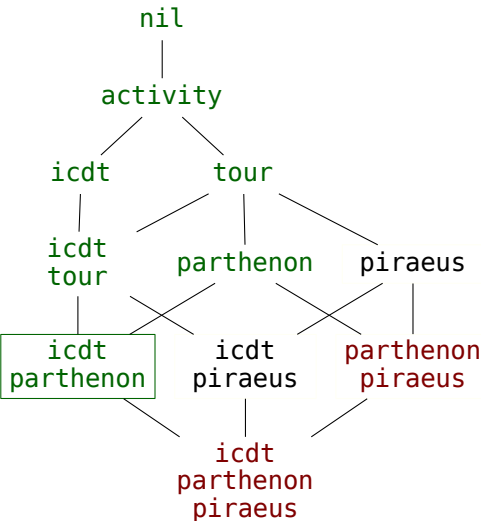 nil
activity
icdt
tour
icdt
tour
parthenon
piraeus
icdt
parthenon
icdt
piraeus
parthenon
piraeus
icdt
parthenon
piraeus